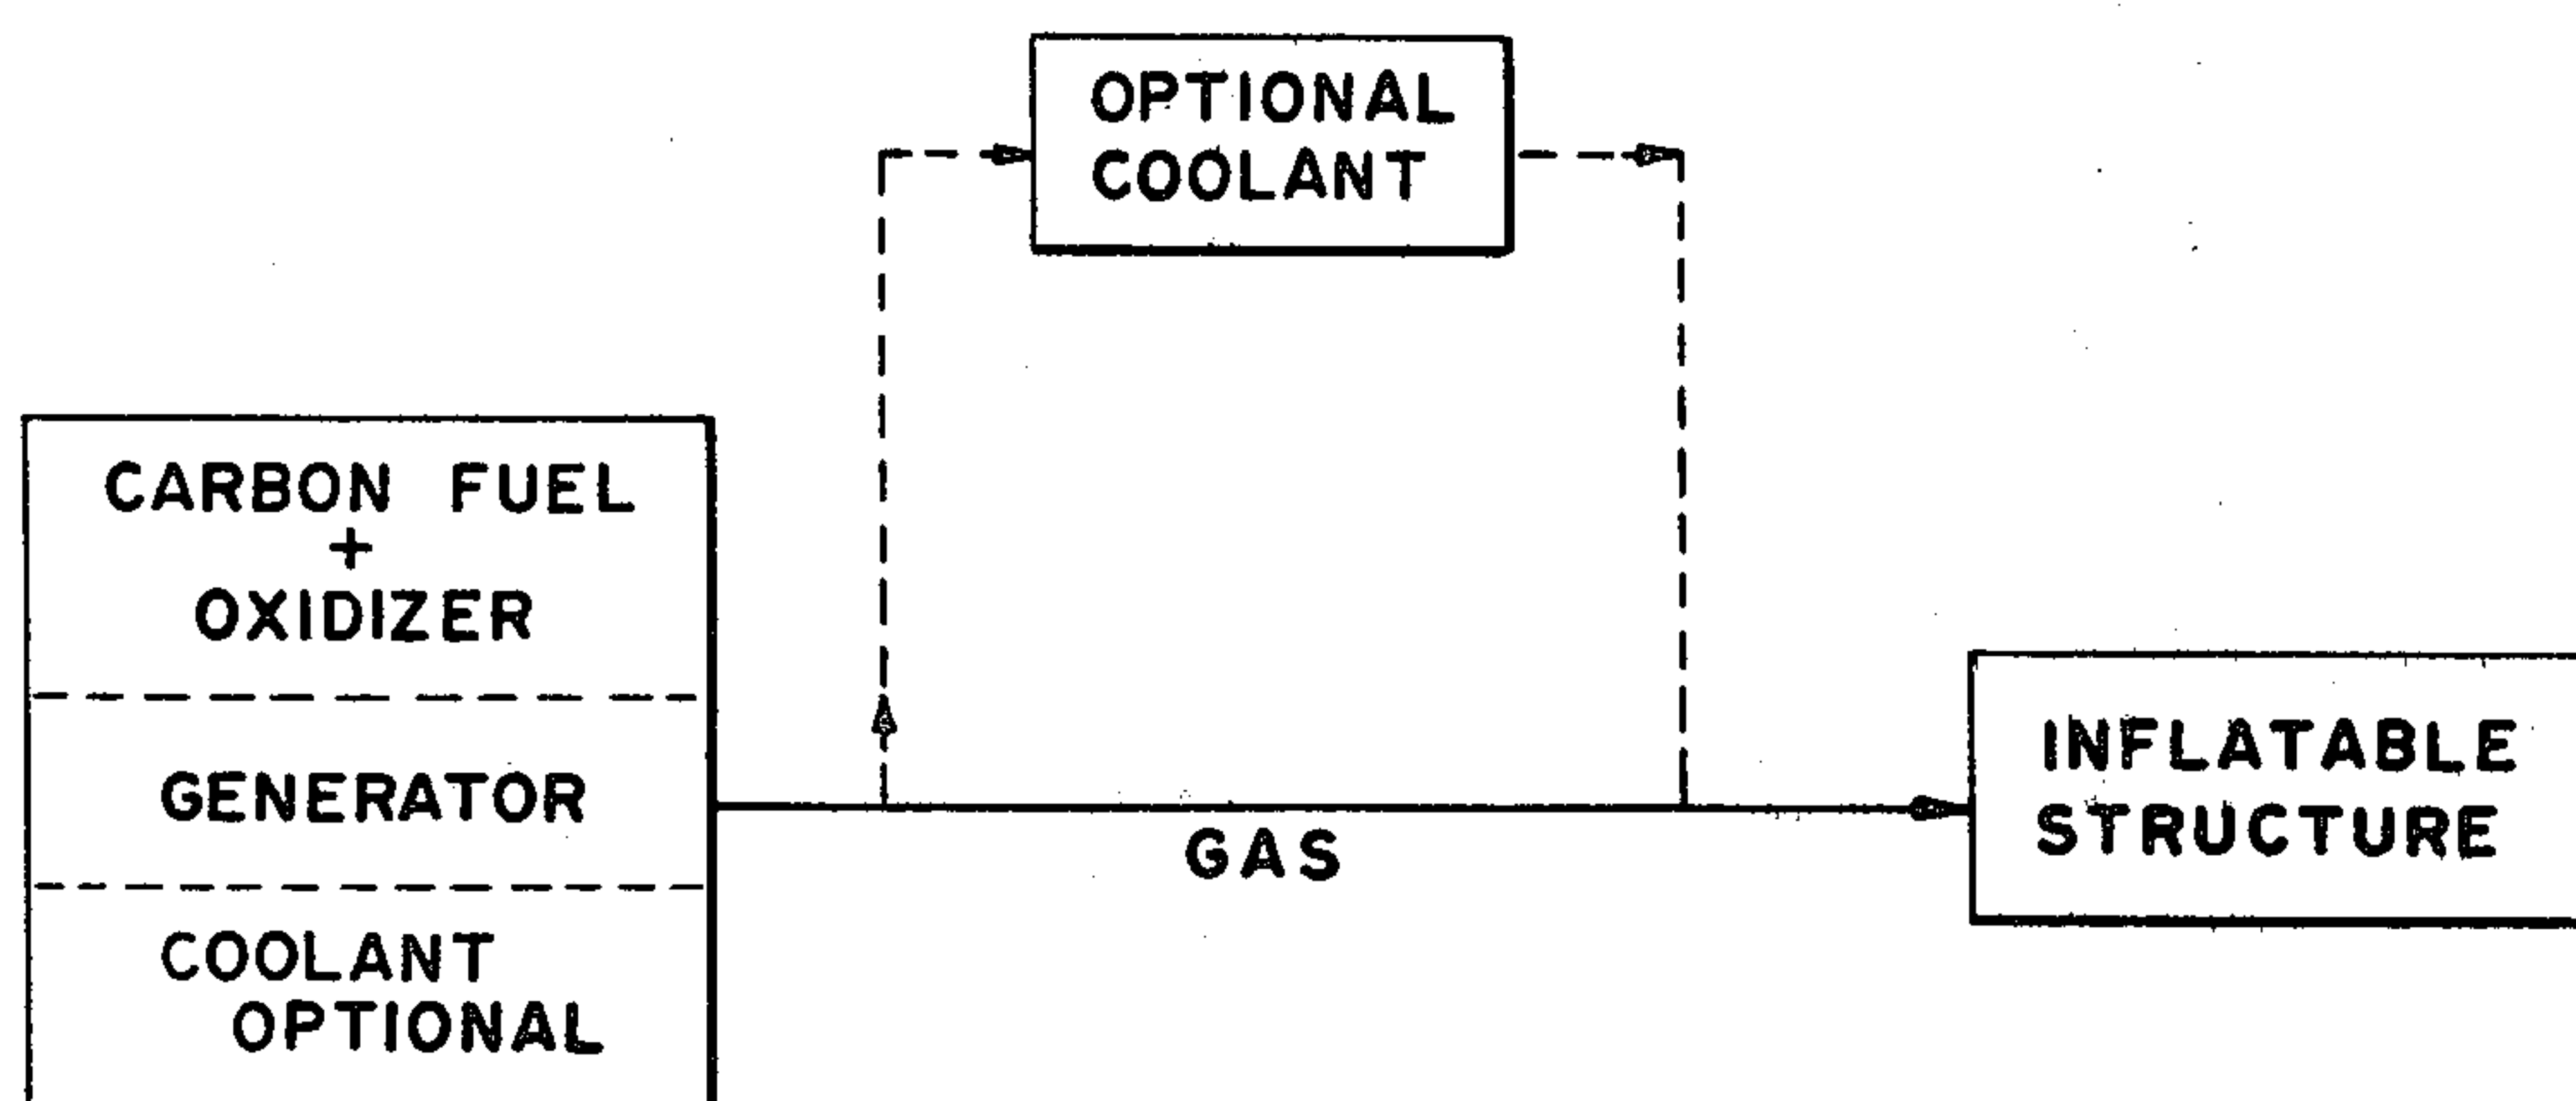 OPTIONAL
COOLANT
CARBON FUEL
+
OXIDIZER
GENERATOR
COOLANT
OPTIONAL
GAS
INFLATABLE
STRUCTURE